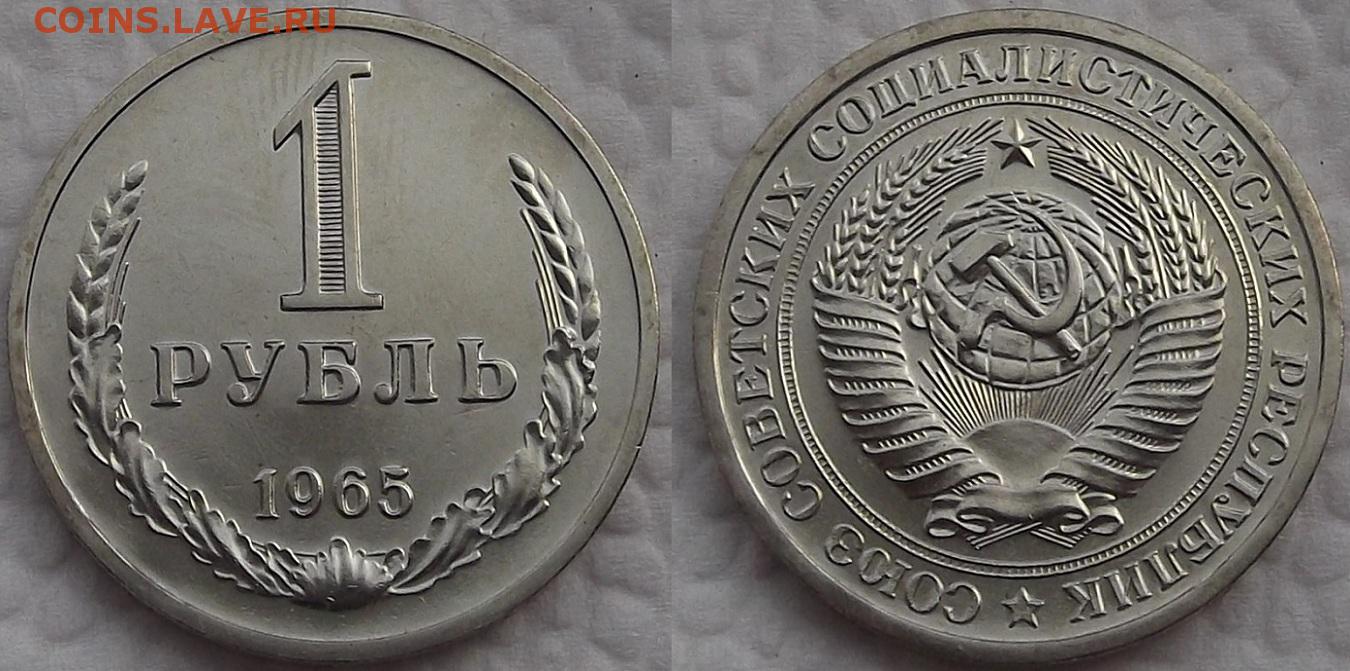 COINS.LAVE.RU
1
РУБЛЬ
1965
СОЮЗ СОВЕТСКИХ СОЦИАЛИСТИЧЕСКИХ РЕСПУБЛИК